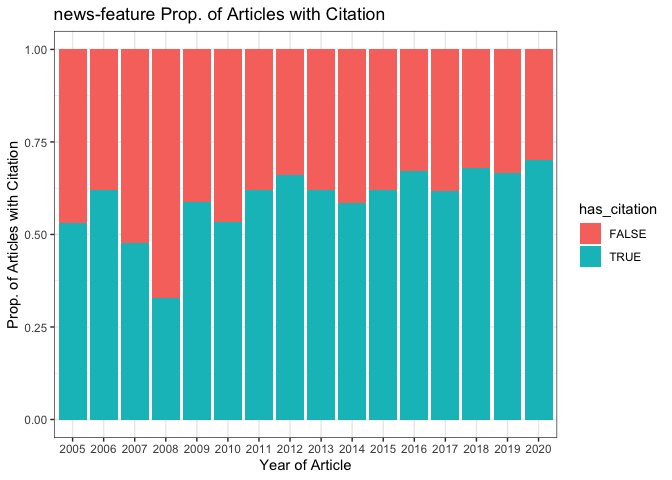 news-feature Prop. of Articles with Citation
Prop. of Articles with Citation
1.00
0.75
0.50
0.25
0.00
2005 2006 2007 2008 2009 2010 2011 2012 2013 2014 2015 2016 2017 2018 2019 2020
Year of Article
has_citation
FALSE
TRUE